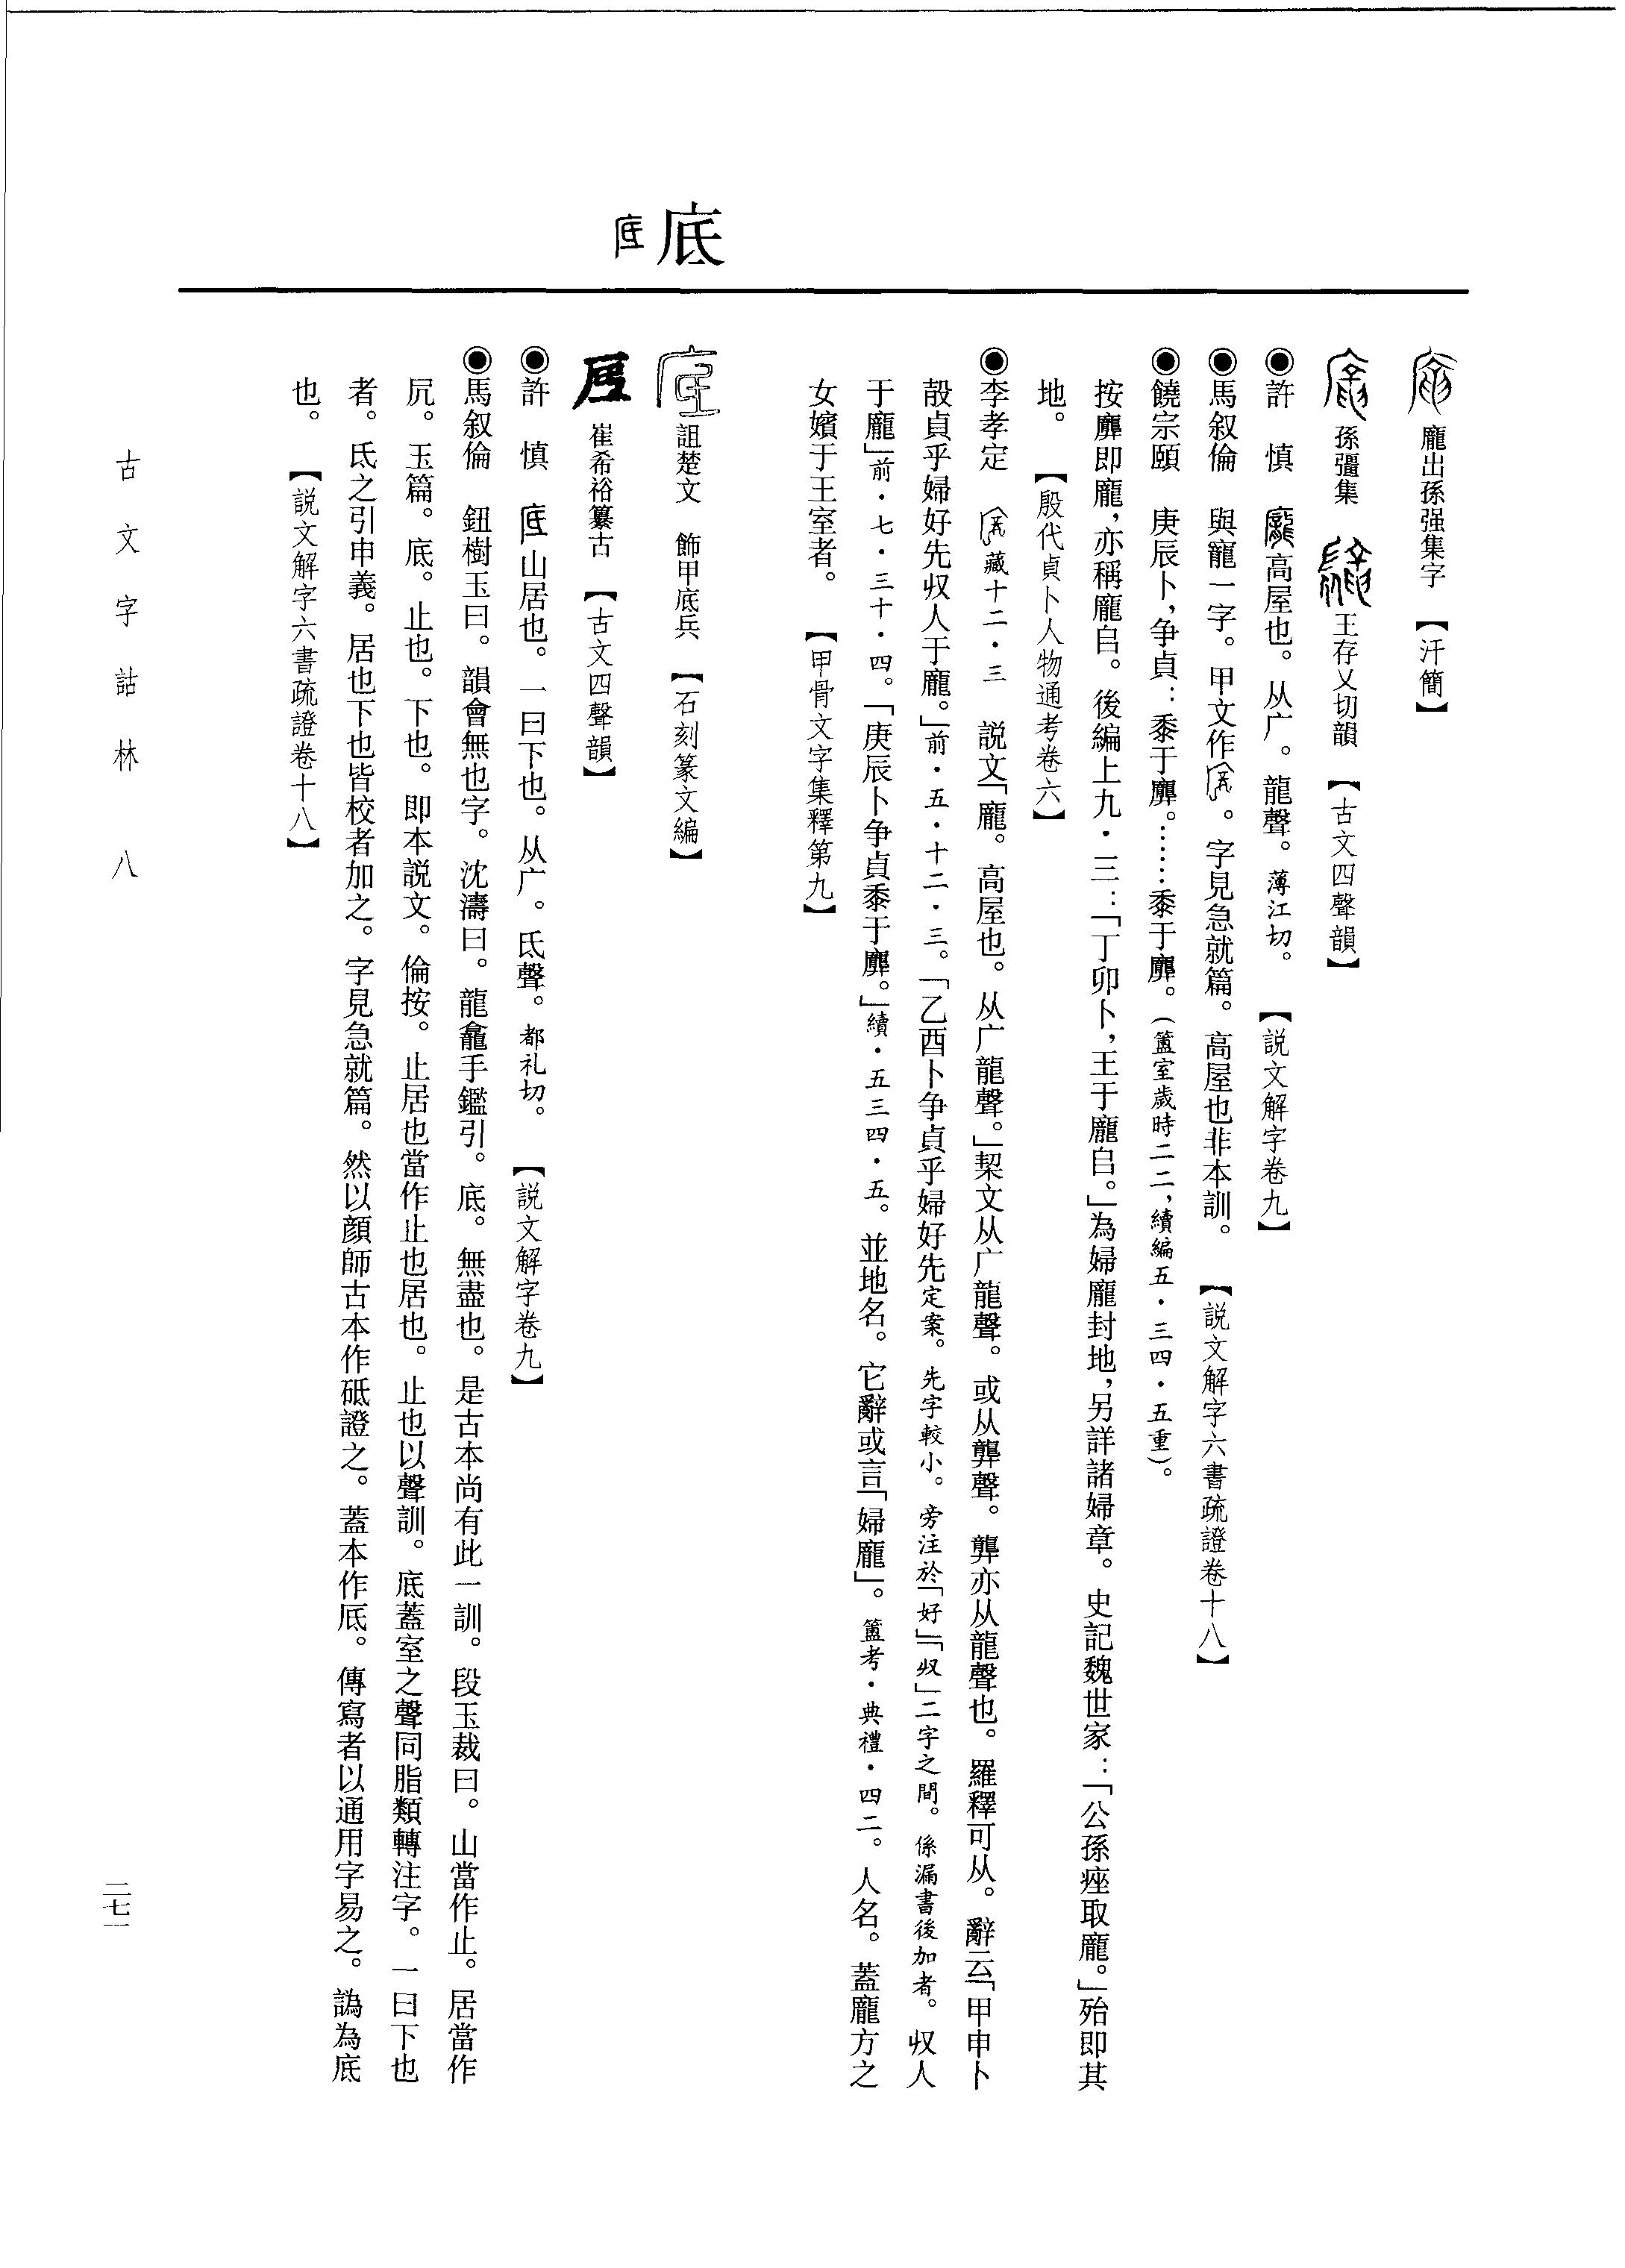 底
龐出孫强集字　【汗簡】
孫彊集　王存乂切韻　【古文四聲韻】
◉許　慎　高屋也。从广。龍聲。薄江切。　【説文解字卷九】
◉馬叙倫　與寵一字。甲文作。字見急就篇。高屋也非本訓。　【説文解字六書疏證卷十八】
◉饒宗頤　庚辰卜，争貞：黍于龏。……黍于龏。（簠室歲時二二，續編五・三四・五重）。
按即龐，亦稱龐𠂤。後編上九・三：「丁卯卜，王于龐𠂤。」為婦龐封地，另詳諸婦章。史記魏世家：「公孫痤取龐。」殆即其
地。　【殷代貞卜人物通考卷六】
◉李孝定　藏十二・三　説文「龐。高屋也。从广龍聲。」栔文从广龍聲。或从龏聲。龏亦从龍聲也。羅釋可从。辭云「甲申卜
㱿貞乎婦好先収人于龐。」前・五・十二・三。「乙酉卜争貞乎婦好先定案。先字較小。旁注於「好」「収」二字之間。係漏書後加者。収人
于龐」前・七・三十・四。「庚辰卜争貞黍于。」續・五三四・五。並地名。它辭或言「婦龐」。簠考・典禮・四二。人名。蓋龐方之
女嬪于王室者。　【甲骨文字集釋第九】
詛楚文　飾甲底兵　【石刻篆文編】
崔希裕纂古　【古文四聲韻】
◉許　慎　山居也。一曰下也。从广。氐聲。都礼切。　【説文解字卷九】
◉馬叙倫　鈕樹玉曰。韻會無也字。沈濤曰。龍龕手鑑引。底。無盡也。是古本尚有此一訓。段玉裁曰。山當作止。居當作
凥。玉篇。底。止也。下也。即本説文。倫按。止居也當作止也居也。止也以聲訓。底蓋室之聲同脂類轉注字。一曰下也
者。氐之引申義。居也下也皆校者加之。字見急就篇。然以顔師古本作砥證之。蓋本作厎。傳寫者以通用字易之。譌為底
也。　【説文解字六書疏證卷十八】
古文字詁林　八
二七一